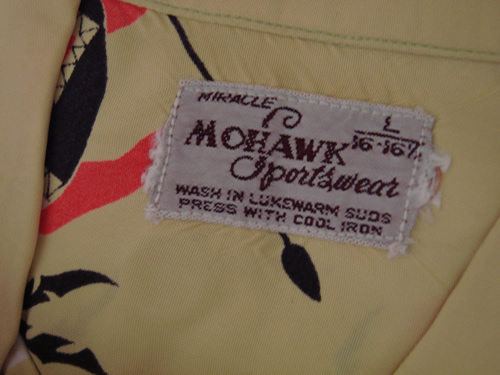 MIRACLE
L
MOHAWK 16-16½
Sportswear
WASH IN LUKEWARM SUDS
PRESS WITH COOL IRON